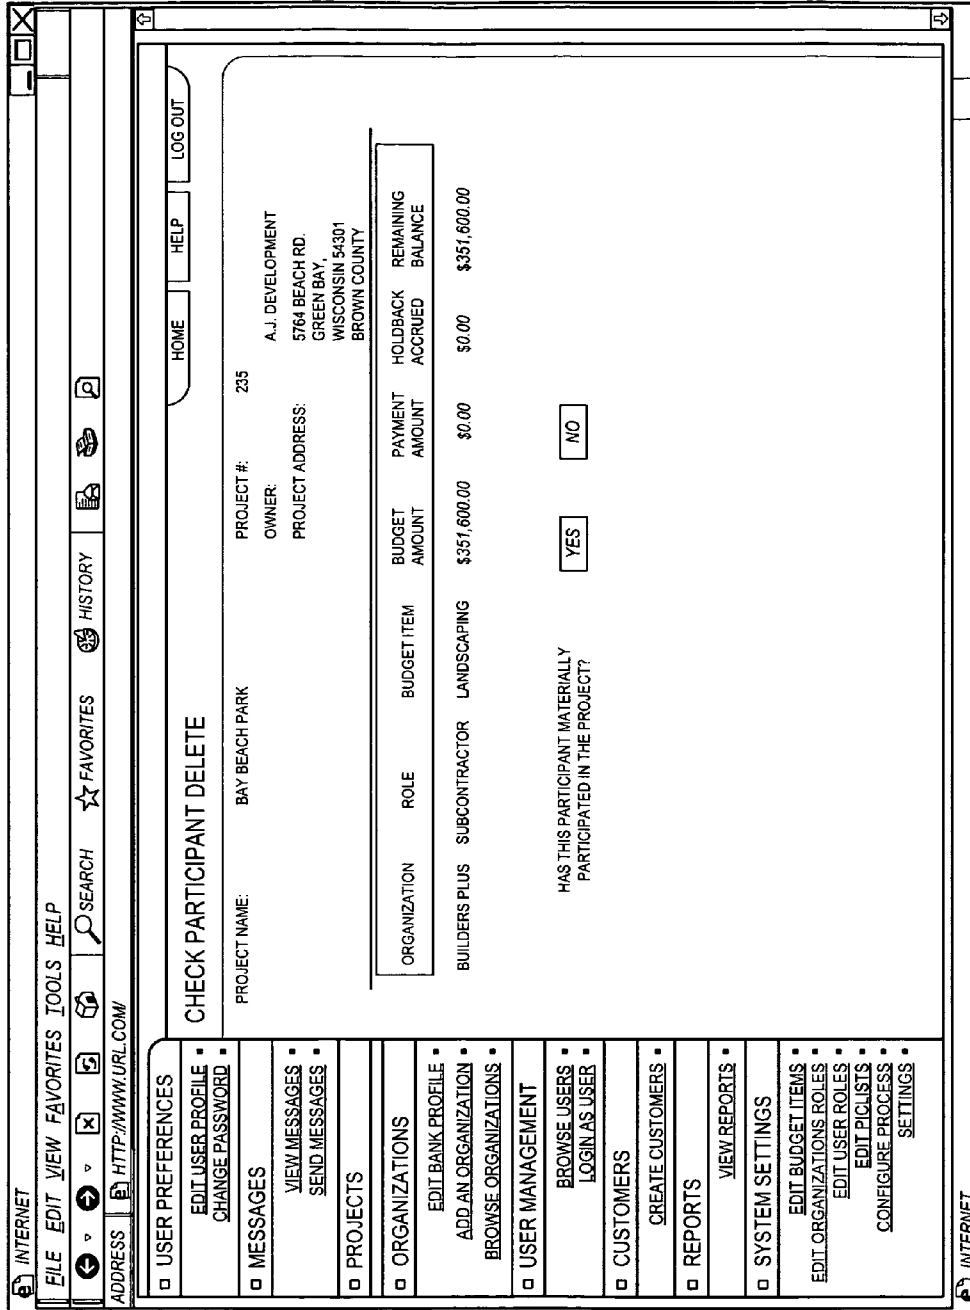 INTERNET
FILE EDIT VIEW FAVORITES TOOLS HELP
SEARCH FAVORITES HISTORY
ADDRESS HTTP://WWW.URL.COM/
HOME HELP LOG OUT
USER PREFERENCES
EDIT USER PROFILE
CHANGE PASSWORD
MESSAGES
VIEW MESSAGES
SEND MESSAGES
PROJECTS
ORGANIZATIONS
EDIT BANK PROFILE
ADD AN ORGANIZATION
BROWSE ORGANIZATIONS
USER MANAGEMENT
BROWSE USERS
LOGIN AS USER
CUSTOMERS
CREATE CUSTOMERS
REPORTS
VIEW REPORTS
SYSTEM SETTINGS
EDIT BUDGET ITEMS
EDIT ORGANIZATIONS ROLES
EDIT USER ROLES
EDIT PICLISTS
CONFIGURE PROCESS
SETTINGS
CHECK PARTICIPANT DELETE
PROJECT NAME: BAY BEACH PARK PROJECT #: 235
OWNER: A.J. DEVELOPMENT
PROJECT ADDRESS: 5764 BEACH RD.
GREEN BAY,
WISCONSIN 54301
BROWN COUNTY
ORGANIZATION ROLE BUDGET ITEM BUDGET AMOUNT PAYMENT AMOUNT HOLDBACK ACCRUED REMAINING BALANCE
BUILDERS PLUS SUBCONTRACTOR LANDSCAPING $351,600.00 $0.00 $0.00 $351,600.00
HAS THIS PARTICIPANT MATERIALLY
PARTICIPATED IN THE PROJECT?
YES NO
INTERNET